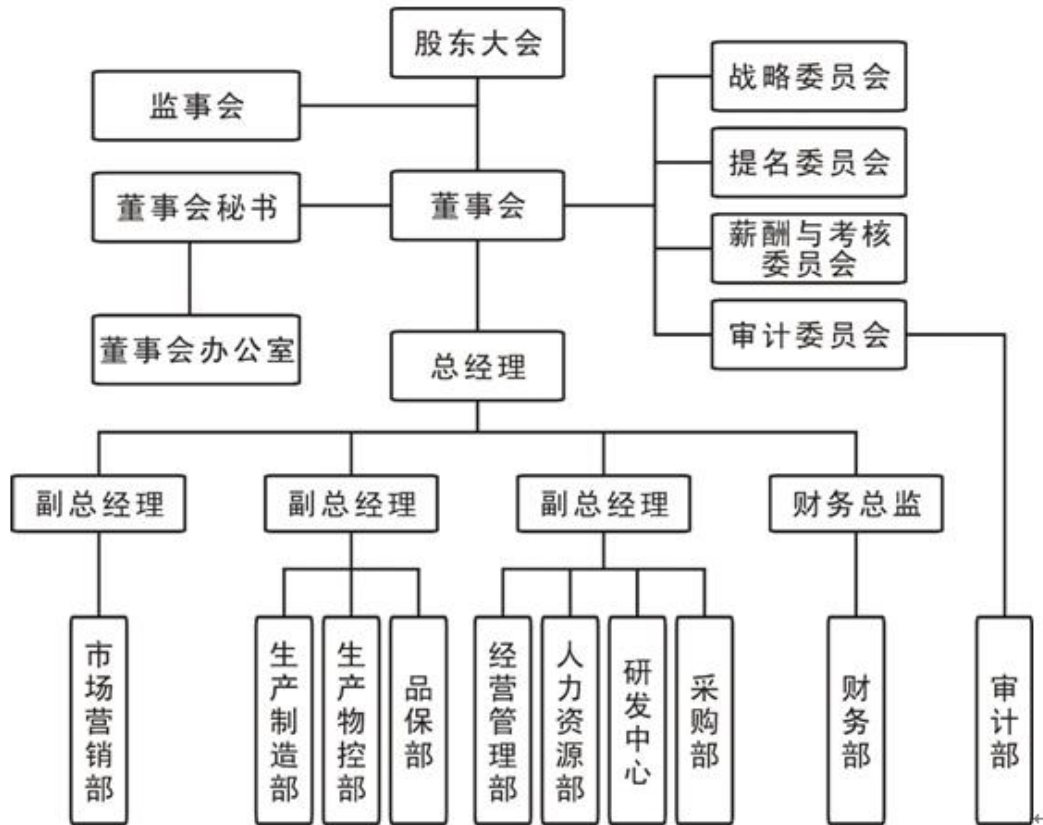 股东大会
监事会
战略委员会
提名委员会
董事会秘书
董事会
薪酬与考核
委员会
董事会办公室
总经理
审计委员会
副总经理
副总经理
副总经理
财务总监
市场营销部
生产制造部
生产物控部
品保部
经营管理部
人力资源部
研发中心
采购部
财务部
审计部